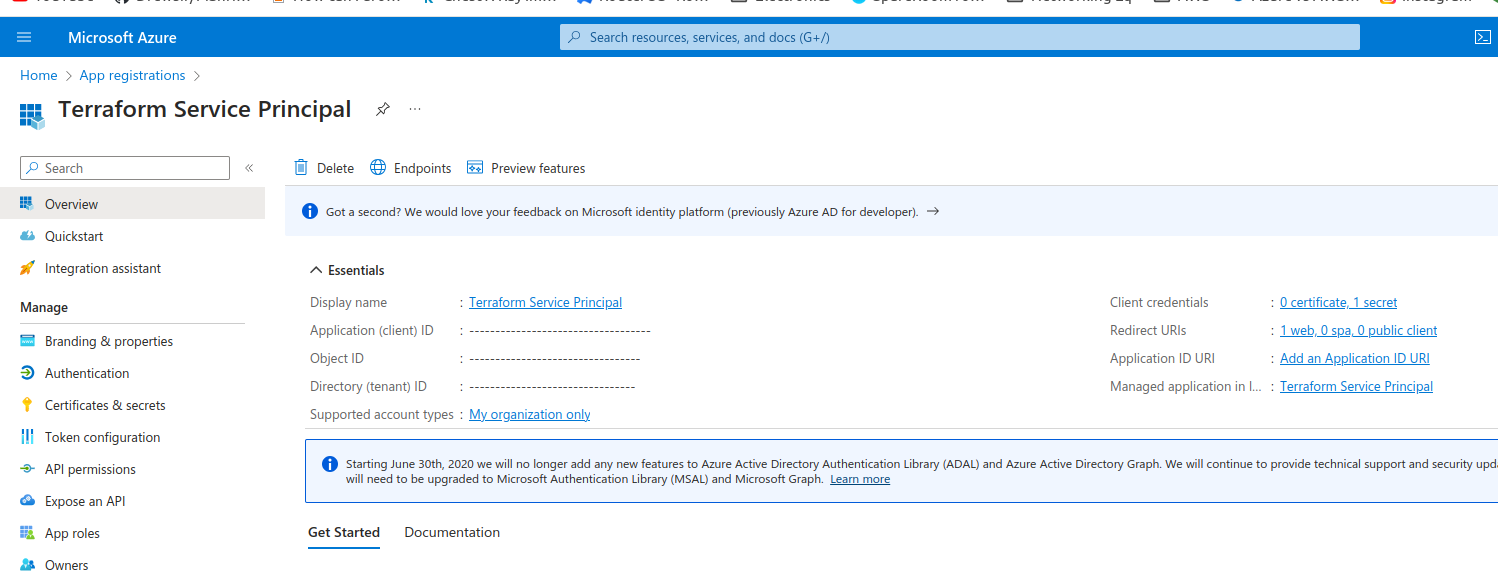 Microsoft Azure
Search resources, services, and docs (G+/)
Home > App registrations >
Terraform Service Principal
...
Search
«
Delete
Endpoints
Preview features
Overview
Quickstart
Integration assistant
Manage
Branding & properties
Authentication
Certificates & secrets
Token configuration
API permissions
Expose an API
App roles
Owners
Got a second? We would love your feedback on Microsoft identity platform (previously Azure AD for developer). →
Essentials
Display name : Terraform Service Principal
Application (client) ID : -----------------------------------
Object ID : ---------------------------------
Directory (tenant) ID : --------------------------------
Supported account types : My organization only
Client credentials : 0 certificate, 1 secret
Redirect URIs : 1 web, 0 spa, 0 public client
Application ID URI : Add an Application ID URI
Managed application in l... : Terraform Service Principal
Starting June 30th, 2020 we will no longer add any new features to Azure Active Directory Authentication Library (ADAL) and Azure Active Directory Graph. We will continue to provide technical support and security upda
will need to be upgraded to Microsoft Authentication Library (MSAL) and Microsoft Graph. Learn more
Get Started
Documentation